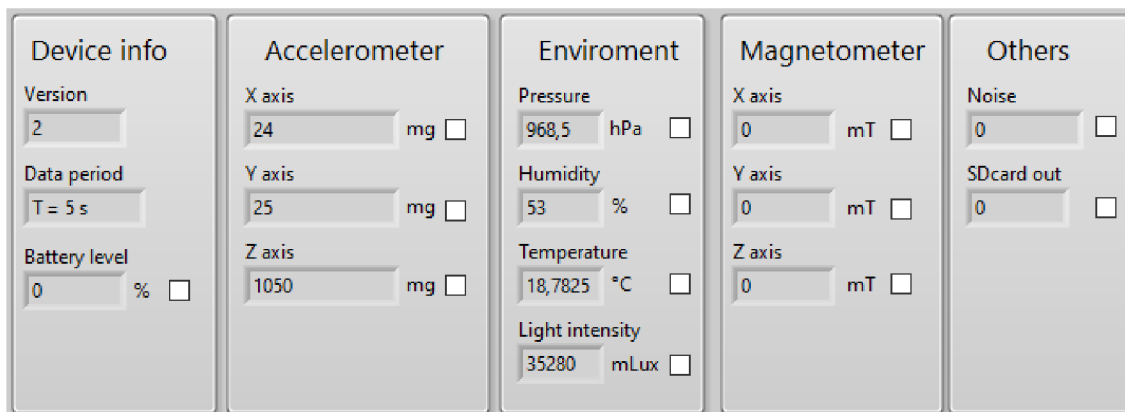 Device info
Version
2
Data period
T = 5 s
Battery level
0 %
Accelerometer
X axis
24 mg
Y axis
25 mg
Z axis
1050 mg
Enviroment
Pressure
968,5 hPa
Humidity
53 %
Temperature
18,7825 °C
Light intensity
35280 mLux
Magnetometer
X axis
0 mT
Y axis
0 mT
Z axis
0 mT
Others
Noise
0
SDcard out
0